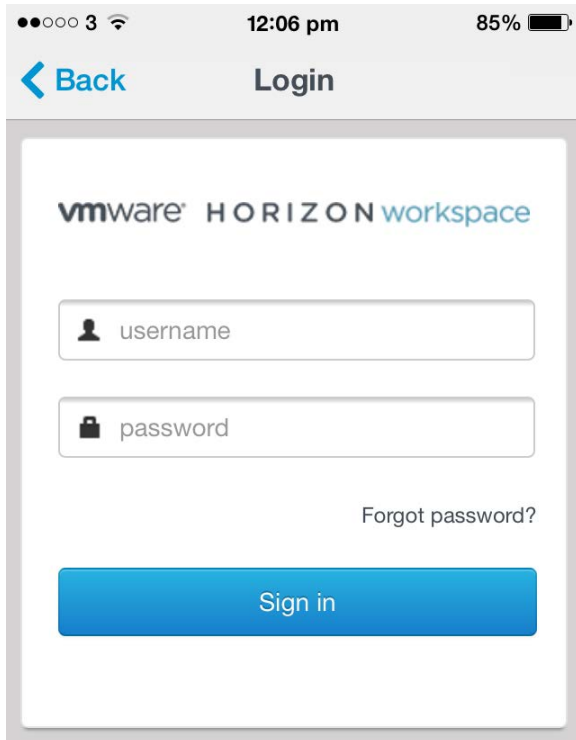 3 12:06 pm 85%
Back Login
vmware® HORIZON workspace
username
password
Forgot password?
Sign in